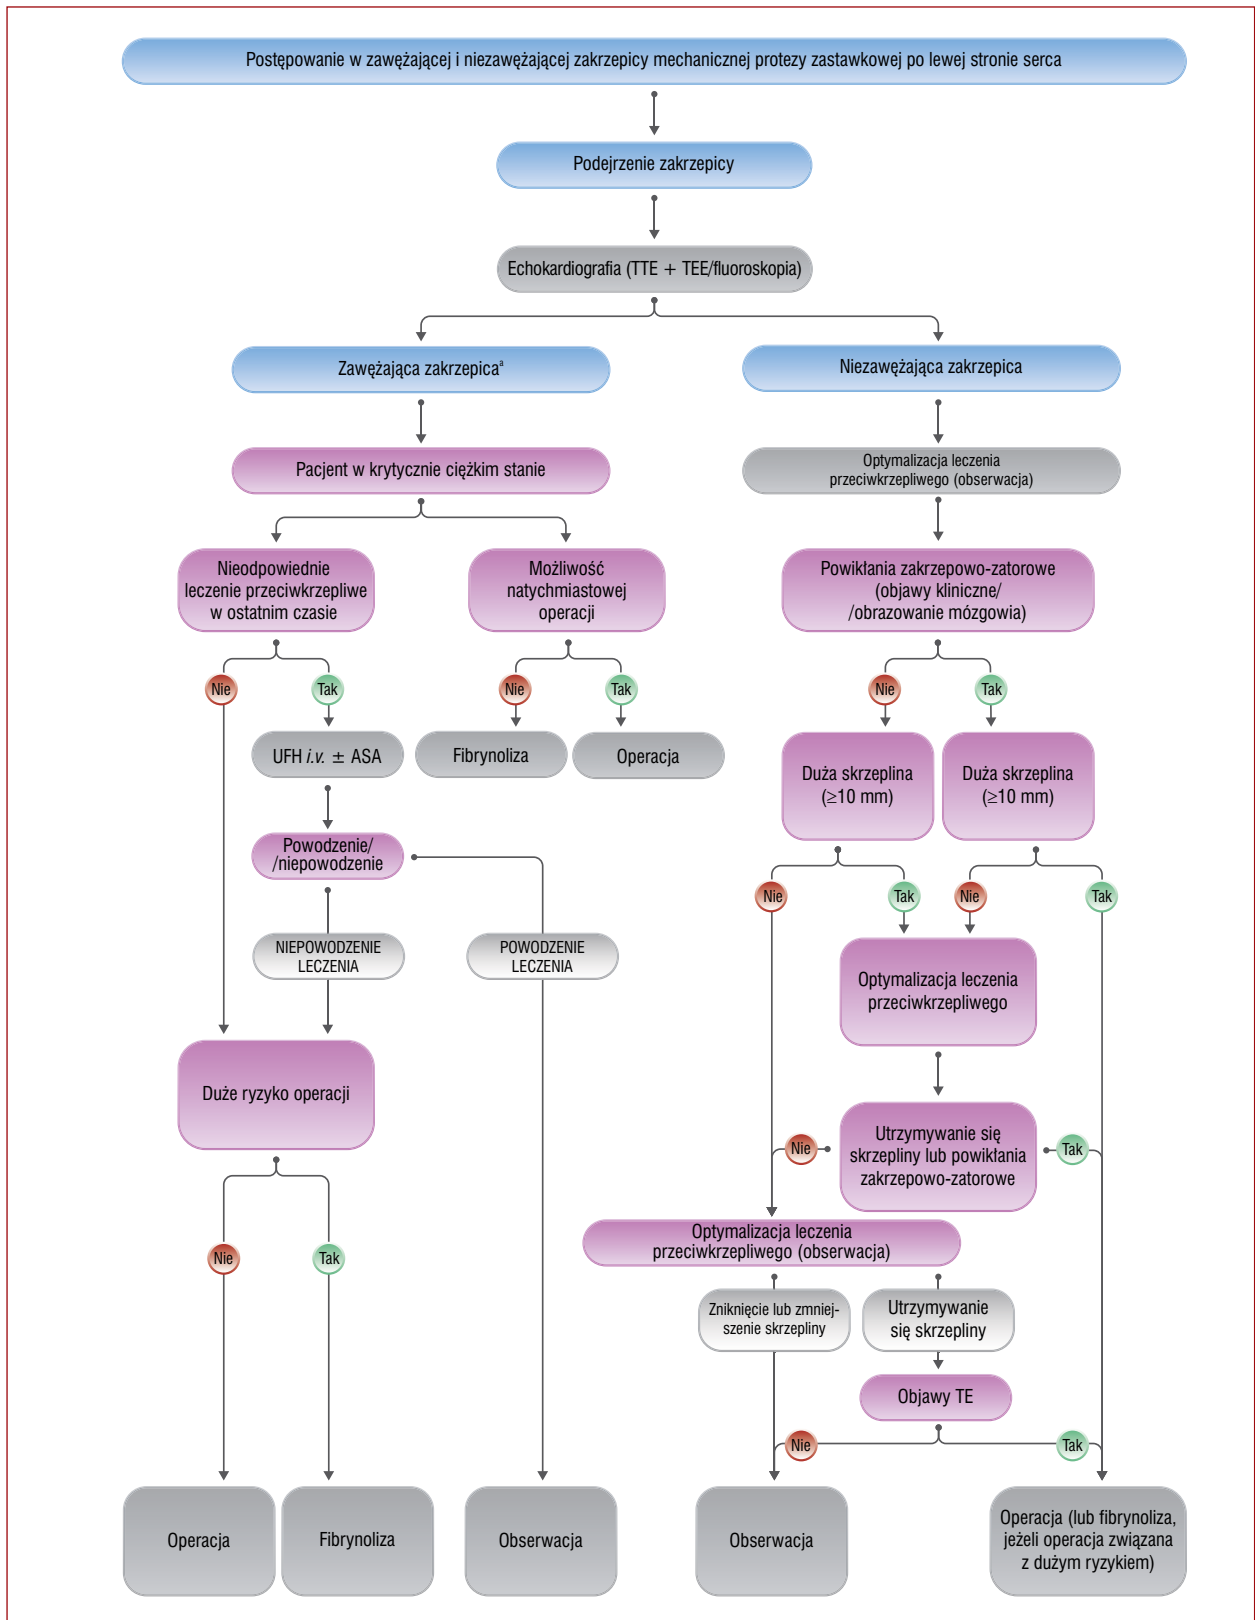 Postępowanie w zawężającej i niezawężającej zakrzepicy mechanicznej protezy zastawkowej po lewej stronie serca
Podejrzenie zakrzepicy
Echokardiografia (TTE + TEE/fluoroskopia)
Zawężająca zakrzepicaª
Niezawężająca zakrzepica
Pacjent w krytycznie ciężkim stanie
Optymalizacja leczenia
przeciwkrzepliwego (obserwacja)
Nieodpowiednie
leczenie przeciwkrzepliwe
w ostatnim czasie
Możliwość
natychmiastowej
operacji
Powikłania zakrzepowo-zatorowe
(objawy kliniczne/
/obrazowanie mózgowia)
Nie
Tak
Nie
Tak
Nie
Tak
UFH i.v. ± ASA
Fibrynoliza
Operacja
Duża skrzeplina
(≥10 mm)
Duża skrzeplina
(≥10 mm)
Powodzenie/
/niepowodzenie
Nie
Tak
Nie
Tak
NIEPOWODZENIE
LECZENIA
POWODZENIE
LECZENIA
Optymalizacja leczenia
przeciwkrzepliwego
Duże ryzyko operacji
Nie
Utrzymywanie się
skrzepliny lub powikłania
zakrzepowo-zatorowe
Tak
Optymalizacja leczenia
przeciwkrzepliwego (obserwacja)
Nie
Tak
Zniknięcie lub zmniej-
szenie skrzepliny
Utrzymywanie
się skrzepliny
Objawy TE
Nie
Tak
Operacja
Fibrynoliza
Obserwacja
Obserwacja
Operacja (lub fibrynoliza,
jeżeli operacja związana
z dużym ryzykiem)